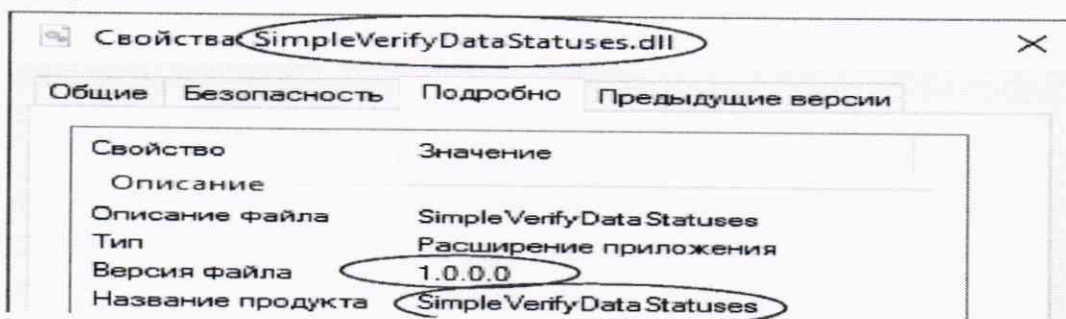 Свойства SimpleVerifyDataStatuses.dll
Общие Безопасность Подробно Предыдущие версии
Свойство Значение
Описание
Описание файла SimpleVerifyDataStatuses
Тип Расширение приложения
Версия файла 1.0.0.0
Название продукта SimpleVerifyDataStatuses